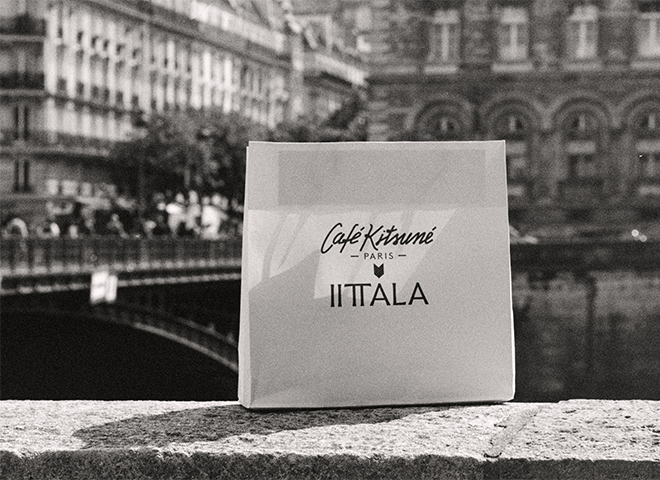 Café Kitsuné
— PARIS —
IITTALA